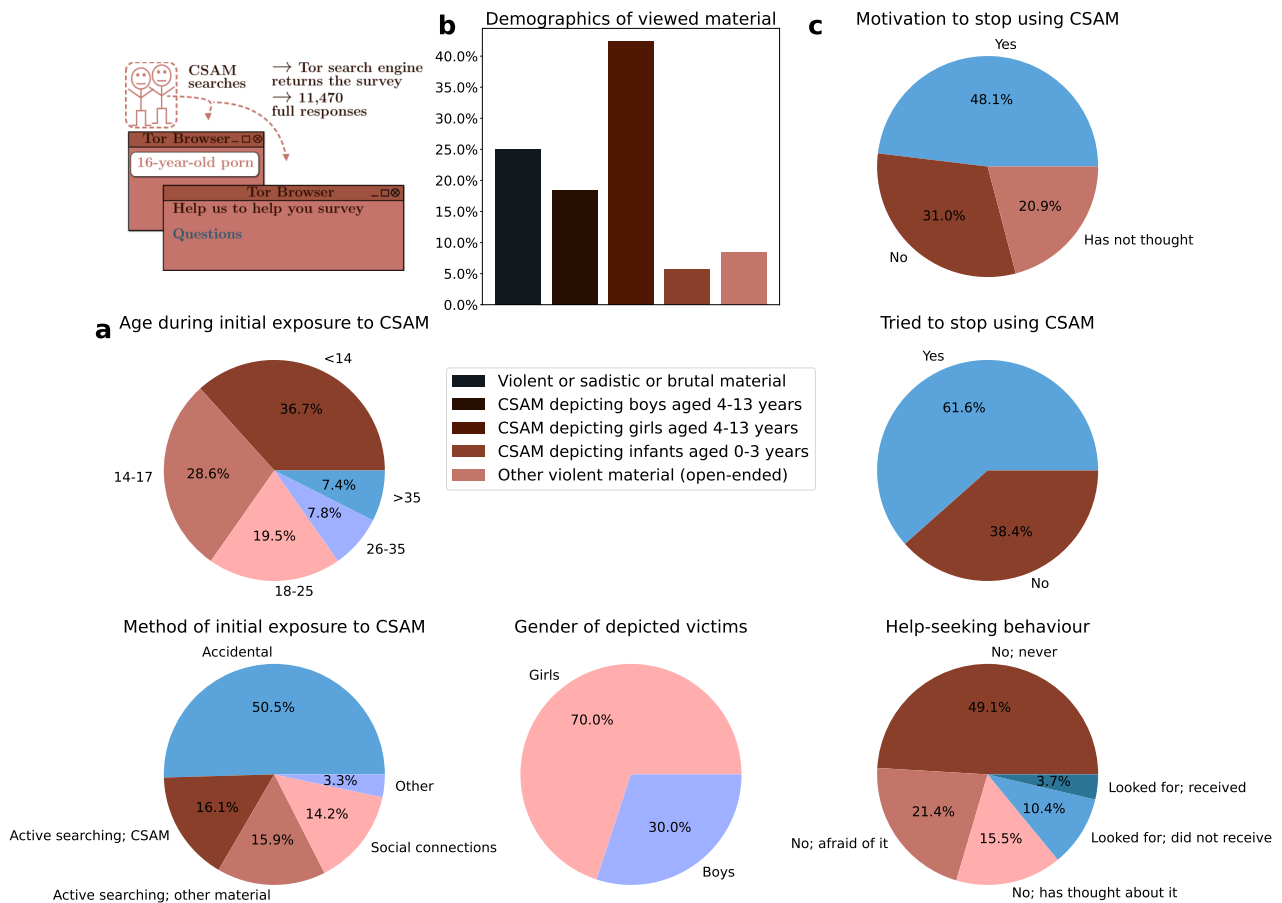 CSAM
searches
→ Tor search engine
returns the survey
→ 11,470
full responses
Tor Browser
16-year-old porn
Tor Browser
Help us to help you survey
Questions
b
Demographics of viewed material
40.0%
35.0%
30.0%
25.0%
20.0%
15.0%
10.0%
5.0%
0.0%
Violent or sadistic or brutal material
CSAM depicting boys aged 4-13 years
CSAM depicting girls aged 4-13 years
CSAM depicting infants aged 0-3 years
Other violent material (open-ended)
c
Motivation to stop using CSAM
Yes
48.1%
31.0%
20.9%
No
Has not thought
a
Age during initial exposure to CSAM
<14
36.7%
14-17
28.6%
7.4%
>35
7.8%
19.5%
26-35
18-25
Tried to stop using CSAM
Yes
61.6%
38.4%
No
Method of initial exposure to CSAM
Accidental
50.5%
3.3%
Other
16.1%
14.2%
Active searching; CSAM
15.9%
Social connections
Active searching; other material
Gender of depicted victims
Girls
70.0%
30.0%
Boys
Help-seeking behaviour
No; never
49.1%
3.7%
Looked for; received
21.4%
10.4%
No; afraid of it
15.5%
Looked for; did not receive
No; has thought about it